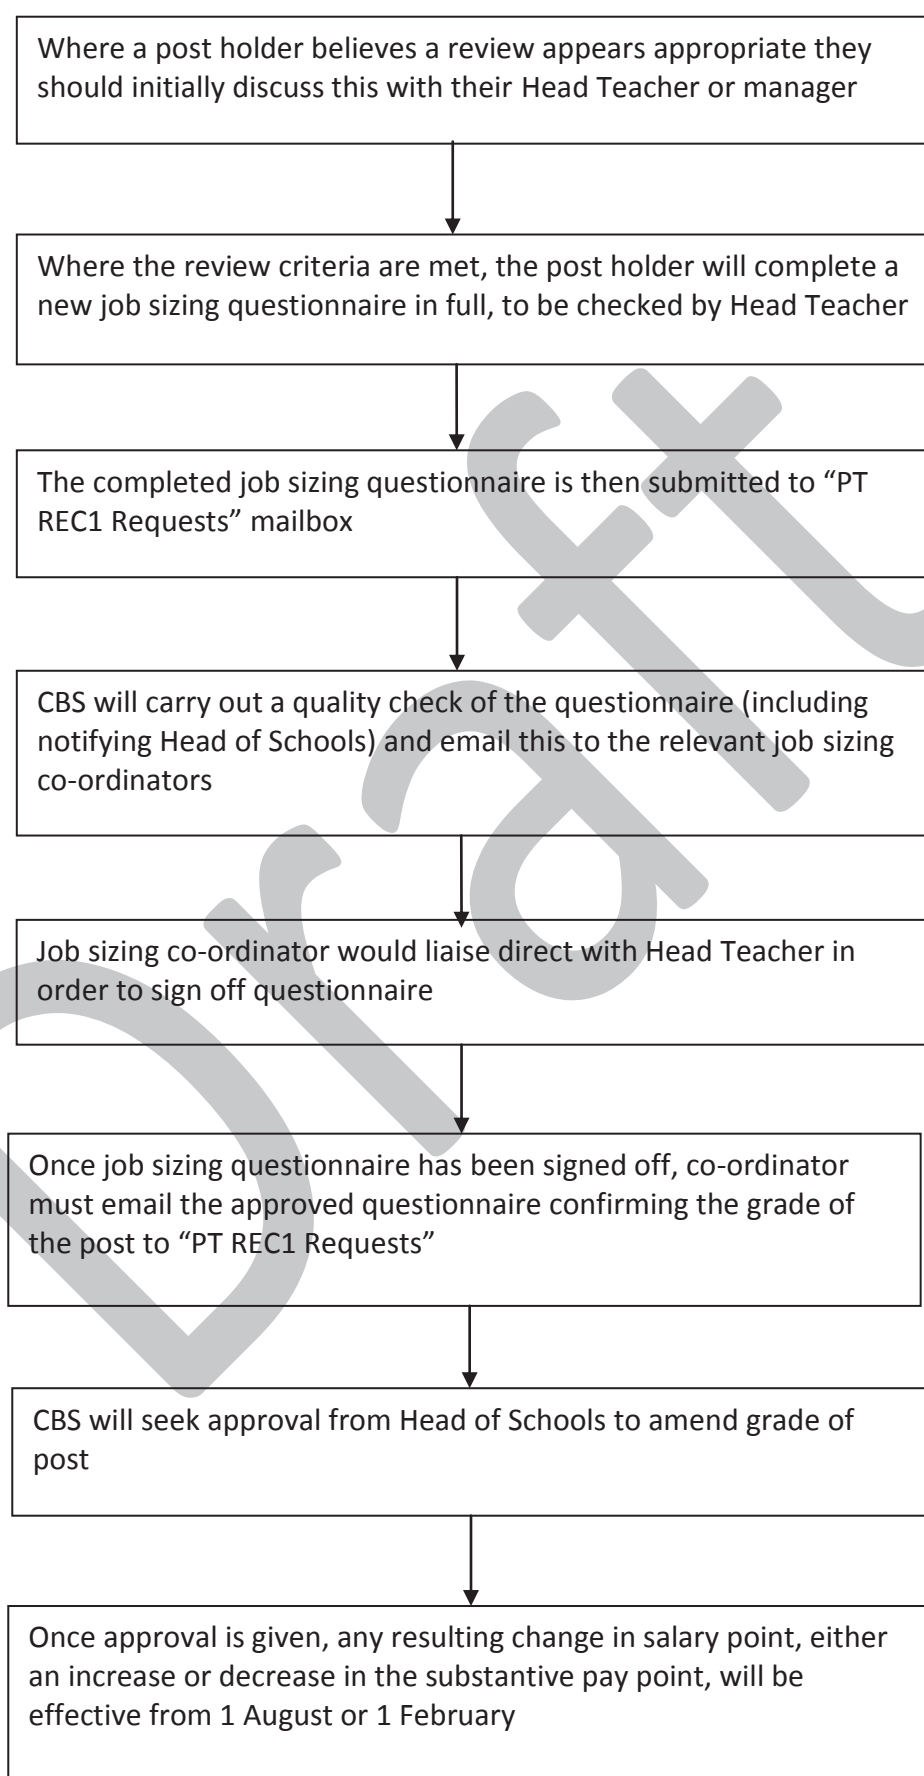 Where a post holder believes a review appears appropriate they
should initially discuss this with their Head Teacher or manager
Where the review criteria are met, the post holder will complete a
new job sizing questionnaire in full, to be checked by Head Teacher
The completed job sizing questionnaire is then submitted to “PT
REC1 Requests” mailbox
CBS will carry out a quality check of the questionnaire (including
notifying Head of Schools) and email this to the relevant job sizing
co-ordinators
Job sizing co-ordinator would liaise direct with Head Teacher in
order to sign off questionnaire
Once job sizing questionnaire has been signed off, co-ordinator
must email the approved questionnaire confirming the grade of
the post to “PT REC1 Requests”
CBS will seek approval from Head of Schools to amend grade of
post
Once approval is given, any resulting change in salary point, either
an increase or decrease in the substantive pay point, will be
effective from 1 August or 1 February
Draft